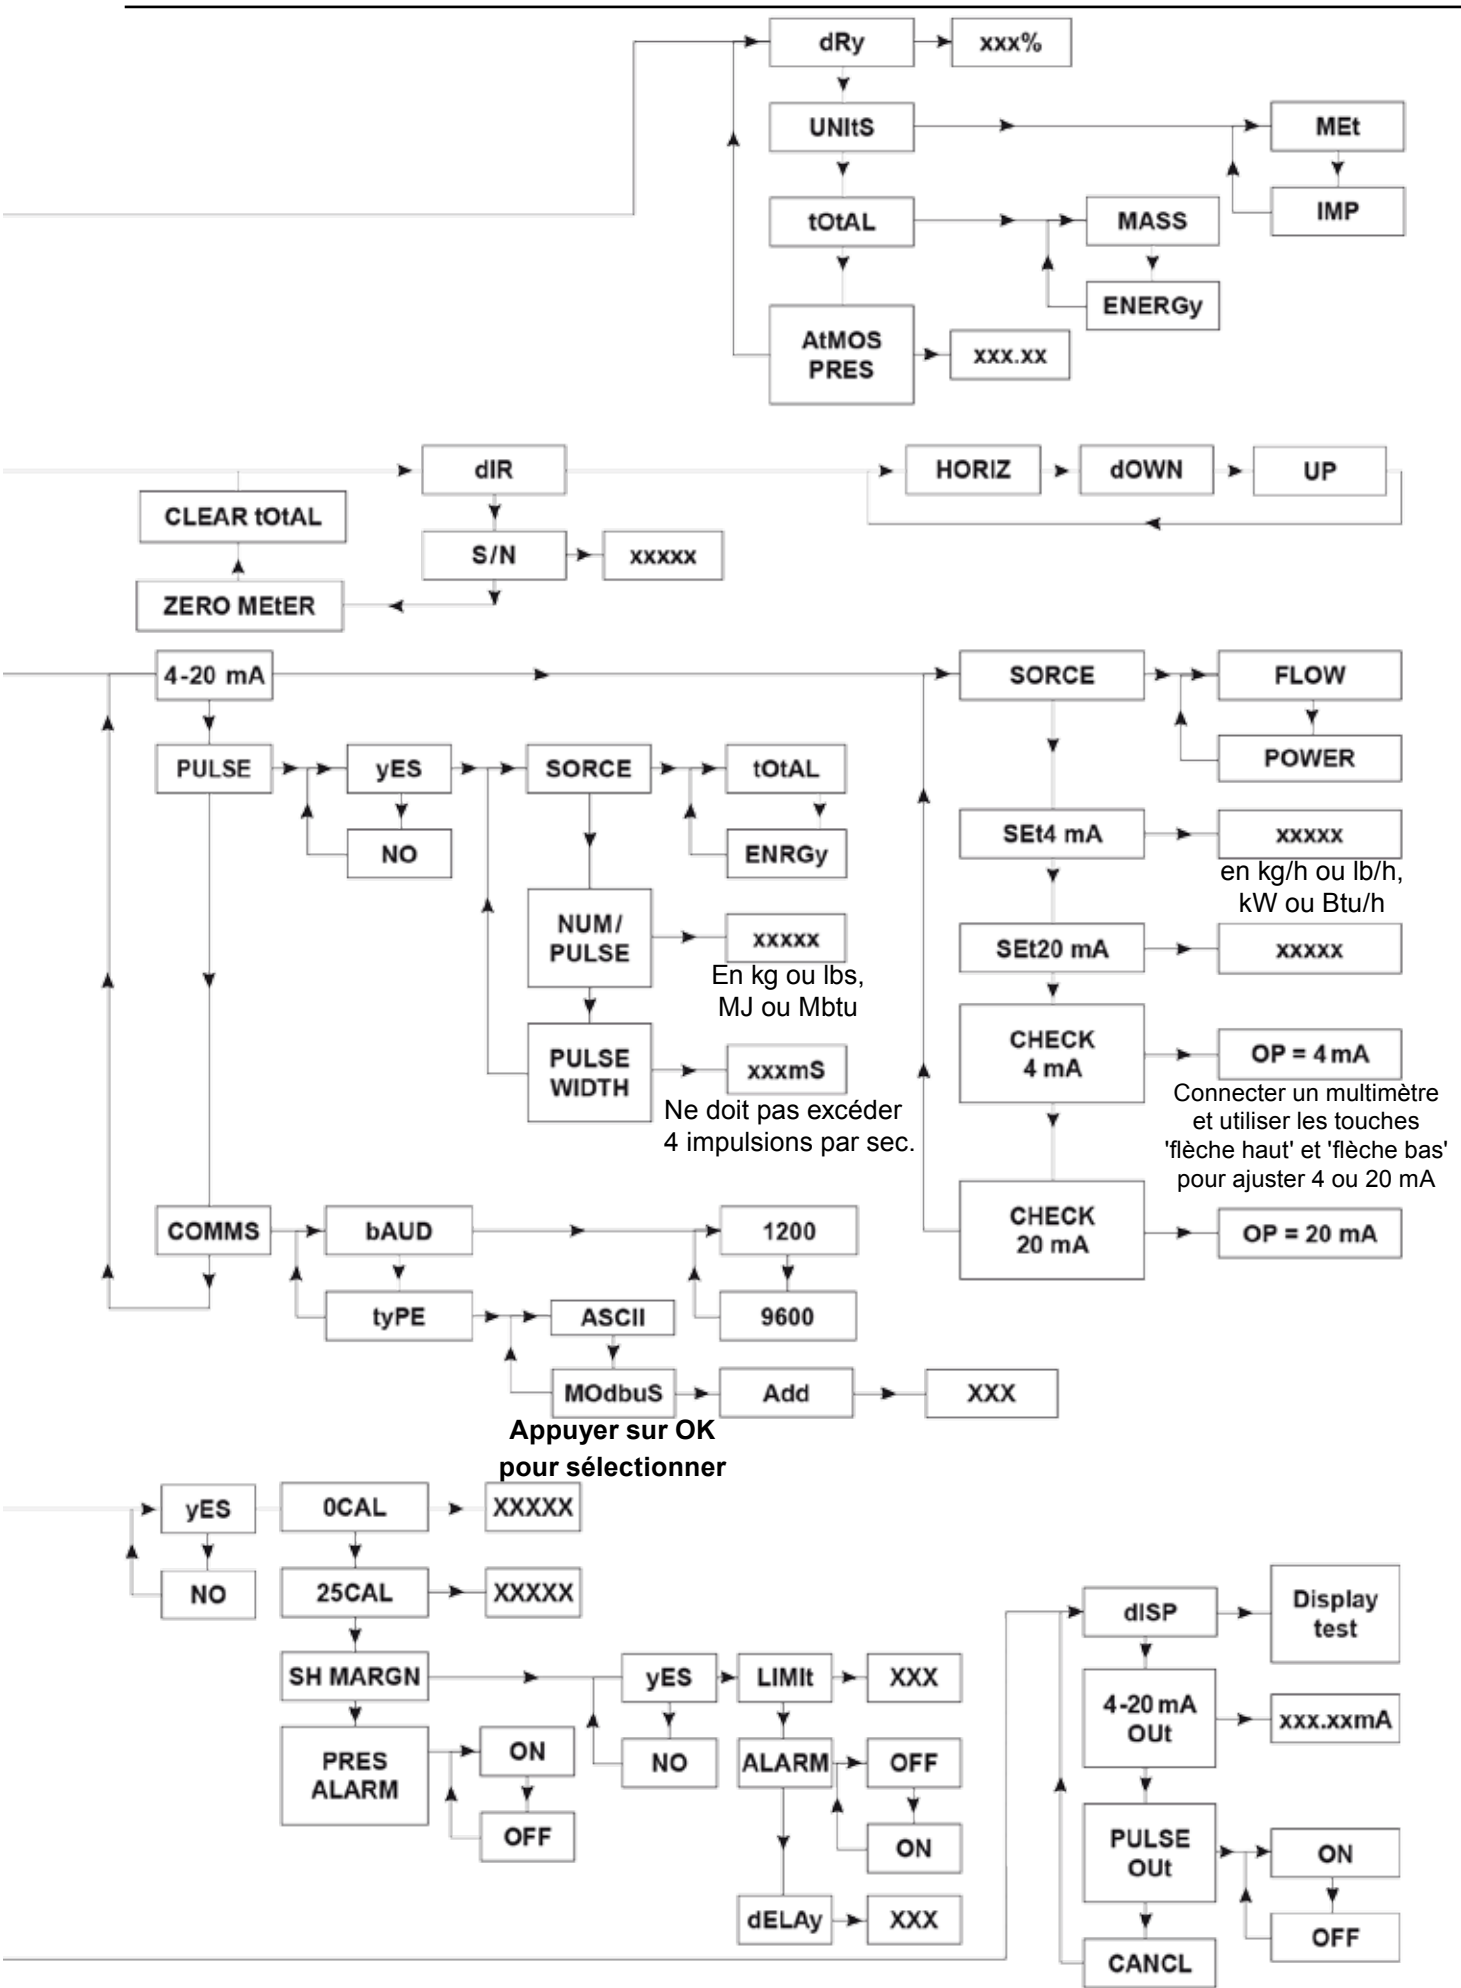 dRy
xxx%
UNItS
MEt
IMP
tOtAL
MASS
ENERGy
AtMOS
PRES
xxx.xx
dIR
HORIZ
dOWN
UP
CLEAR tOtAL
S/N
xxxxx
ZERO MEtER
4-20 mA
SORCE
FLOW
POWER
PULSE
yES
NO
SORCE
tOtAL
ENRGy
NUM/
PULSE
xxxxx
En kg ou lbs,
MJ ou Mbtu
PULSE
WIDTH
xxxmS
Ne doit pas excéder
4 impulsions par sec.
SEt4 mA
xxxxx
en kg/h ou lb/h,
kW ou Btu/h
SEt20 mA
xxxxx
CHECK
4 mA
OP = 4 mA
Connecter un multimètre
et utiliser les touches
'flèche haut' et 'flèche bas'
pour ajuster 4 ou 20 mA
CHECK
20 mA
OP = 20 mA
COMMS
bAUD
1200
9600
tyPE
ASCII
MOdbuS
Add
XXX
Appuyer sur OK
pour sélectionner
yES
NO
0CAL
XXXXX
25CAL
XXXXX
SH MARGN
yES
NO
LIMIt
XXX
ALARM
OFF
ON
dELAy
XXX
PRES
ALARM
ON
OFF
dISP
Display
test
4-20 mA
OUt
xxx.xxmA
PULSE
OUt
ON
OFF
CANCL